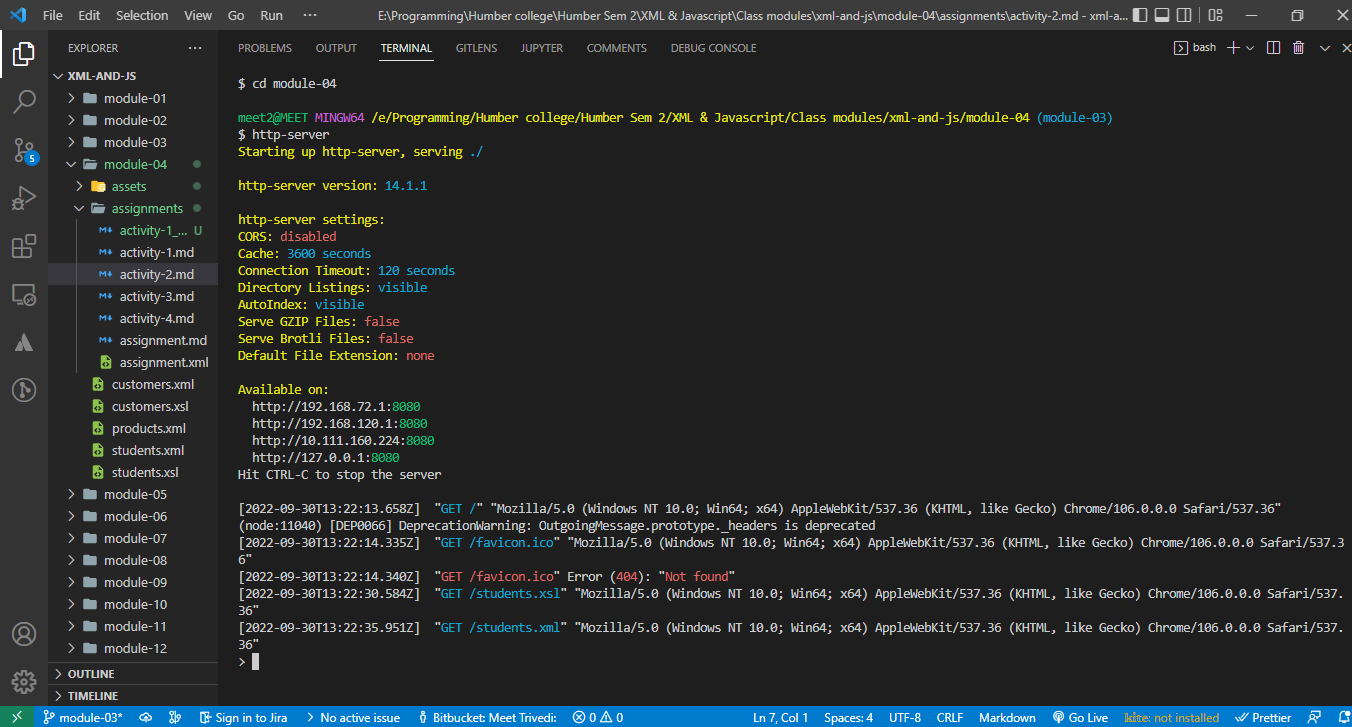 File Edit Selection View Go Run ··· E:\Programming\Humber college\Humber Sem 2\XML & Javascript\Class modules\xml-and-js\module-04\assignments\activity-2.md - xml-a...
EXPLORER ···
XML-AND-JS
module-01
module-02
module-03
module-04
assets
assignments
activity-1_... U
activity-1.md
activity-2.md
activity-3.md
activity-4.md
assignment.md
assignment.xml
customers.xml
customers.xsl
products.xml
students.xml
students.xsl
module-05
module-06
module-07
module-08
module-09
module-10
module-11
module-12
OUTLINE
TIMELINE
5
PROBLEMS OUTPUT TERMINAL GITLENS JUPYTER COMMENTS DEBUG CONSOLE bash
$ cd module-04
meet2@MEET MINGW64 /e/Programming/Humber college/Humber Sem 2/XML & Javascript/Class modules/xml-and-js/module-04 (module-03)
$ http-server
Starting up http-server, serving ./
http-server version: 14.1.1
http-server settings:
CORS: disabled
Cache: 3600 seconds
Connection Timeout: 120 seconds
Directory Listings: visible
AutoIndex: visible
Serve GZIP Files: false
Serve Brotli Files: false
Default File Extension: none
Available on:
http://192.168.72.1:8080
http://192.168.120.1:8080
http://10.111.160.224:8080
http://127.0.0.1:8080
Hit CTRL-C to stop the server
[2022-09-30T13:22:13.658Z] "GET /" "Mozilla/5.0 (Windows NT 10.0; Win64; x64) AppleWebKit/537.36 (KHTML, like Gecko) Chrome/106.0.0.0 Safari/537.36"
(node:11040) [DEP0066] DeprecationWarning: OutgoingMessage.prototype._headers is deprecated
[2022-09-30T13:22:14.335Z] "GET /favicon.ico" "Mozilla/5.0 (Windows NT 10.0; Win64; x64) AppleWebKit/537.36 (KHTML, like Gecko) Chrome/106.0.0.0 Safari/537.3
6"
[2022-09-30T13:22:14.340Z] "GET /favicon.ico" Error (404): "Not found"
[2022-09-30T13:22:30.584Z] "GET /students.xsl" "Mozilla/5.0 (Windows NT 10.0; Win64; x64) AppleWebKit/537.36 (KHTML, like Gecko) Chrome/106.0.0.0 Safari/537.
36"
[2022-09-30T13:22:35.951Z] "GET /students.xml" "Mozilla/5.0 (Windows NT 10.0; Win64; x64) AppleWebKit/537.36 (KHTML, like Gecko) Chrome/106.0.0.0 Safari/537.
36"
>
module-03* Sign in to Jira No active issue Bitbucket: Meet Trivedi: 0 0 Ln 7, Col 1 Spaces: 4 UTF-8 CRLF Markdown Go Live kite: not installed Prettier